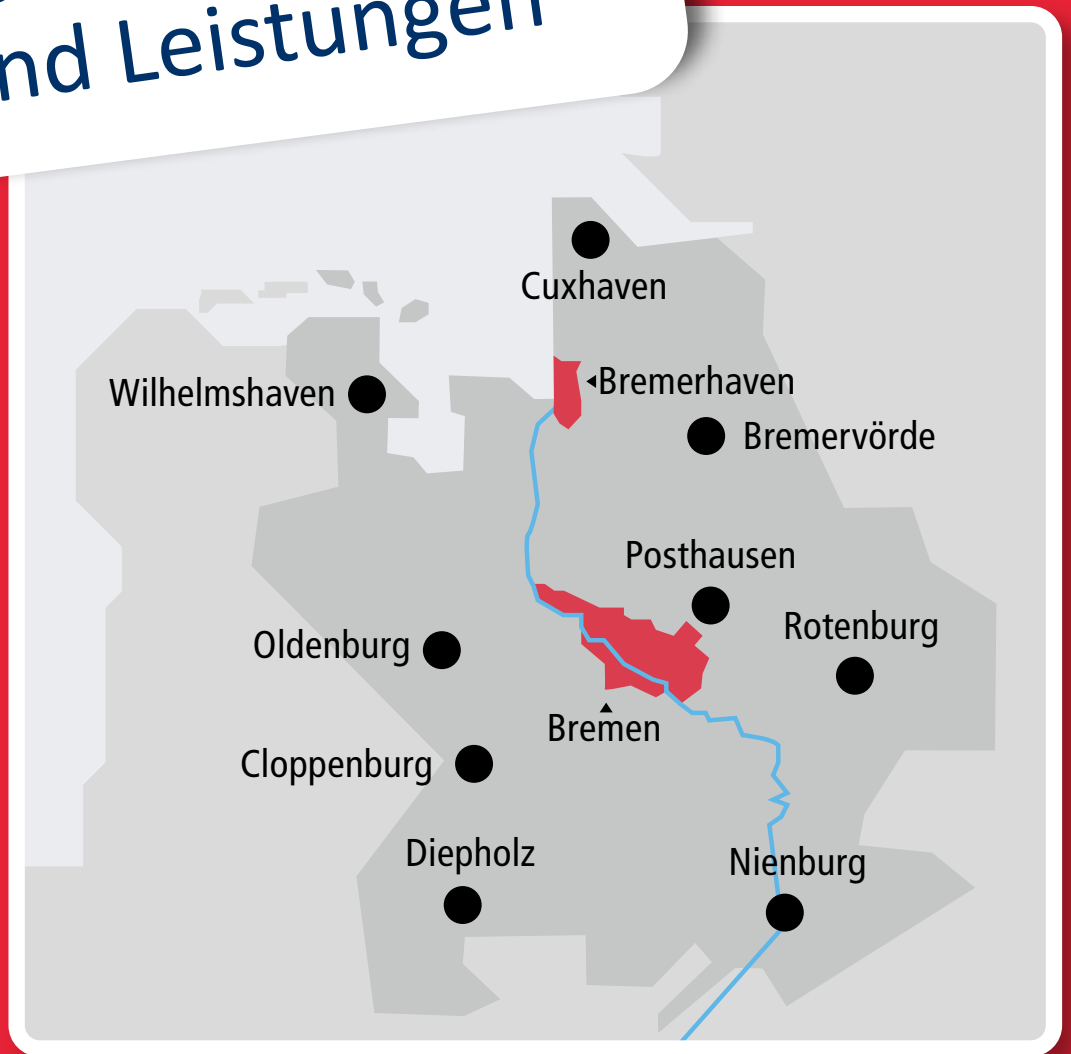 nd Leistungen
Cuxhaven
Bremerhaven
Wilhelmshaven
Bremervörde
Posthausen
Rotenburg
Oldenburg
Bremen
Cloppenburg
Diepholz
Nienburg